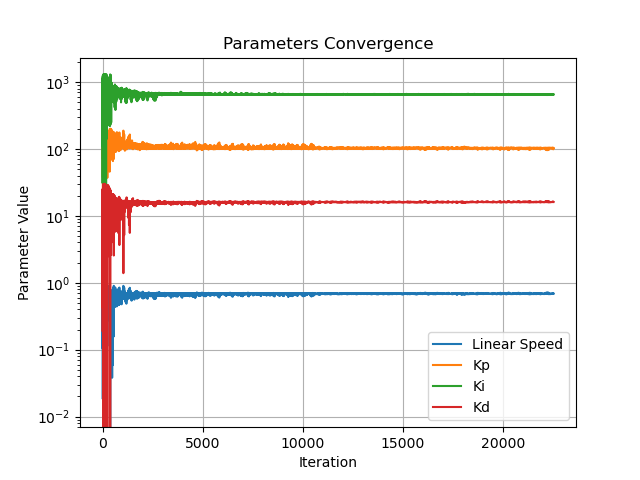 Parameters Convergence
Parameter Value
10³
10²
10¹
10⁰
10⁻¹
10⁻²
Linear Speed
Kp
Ki
Kd
0 5000 10000 15000 20000
Iteration